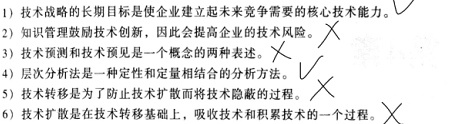 1）技术战略的长期目标是使企业建立起未来竞争需要的核心技术能力。✓
2）知识管理鼓励技术创新，因此会提高企业的技术风险。✗
3）技术预测和技术预见是一个概念的两种表述。✗
4）层次分析法是一种定性和定量相结合的分析方法。✓
5）技术转移是为了防止技术扩散而将技术隐蔽的过程。✗
6）技术扩散是在技术转移基础上，吸收技术和积累技术的一个过程。✗